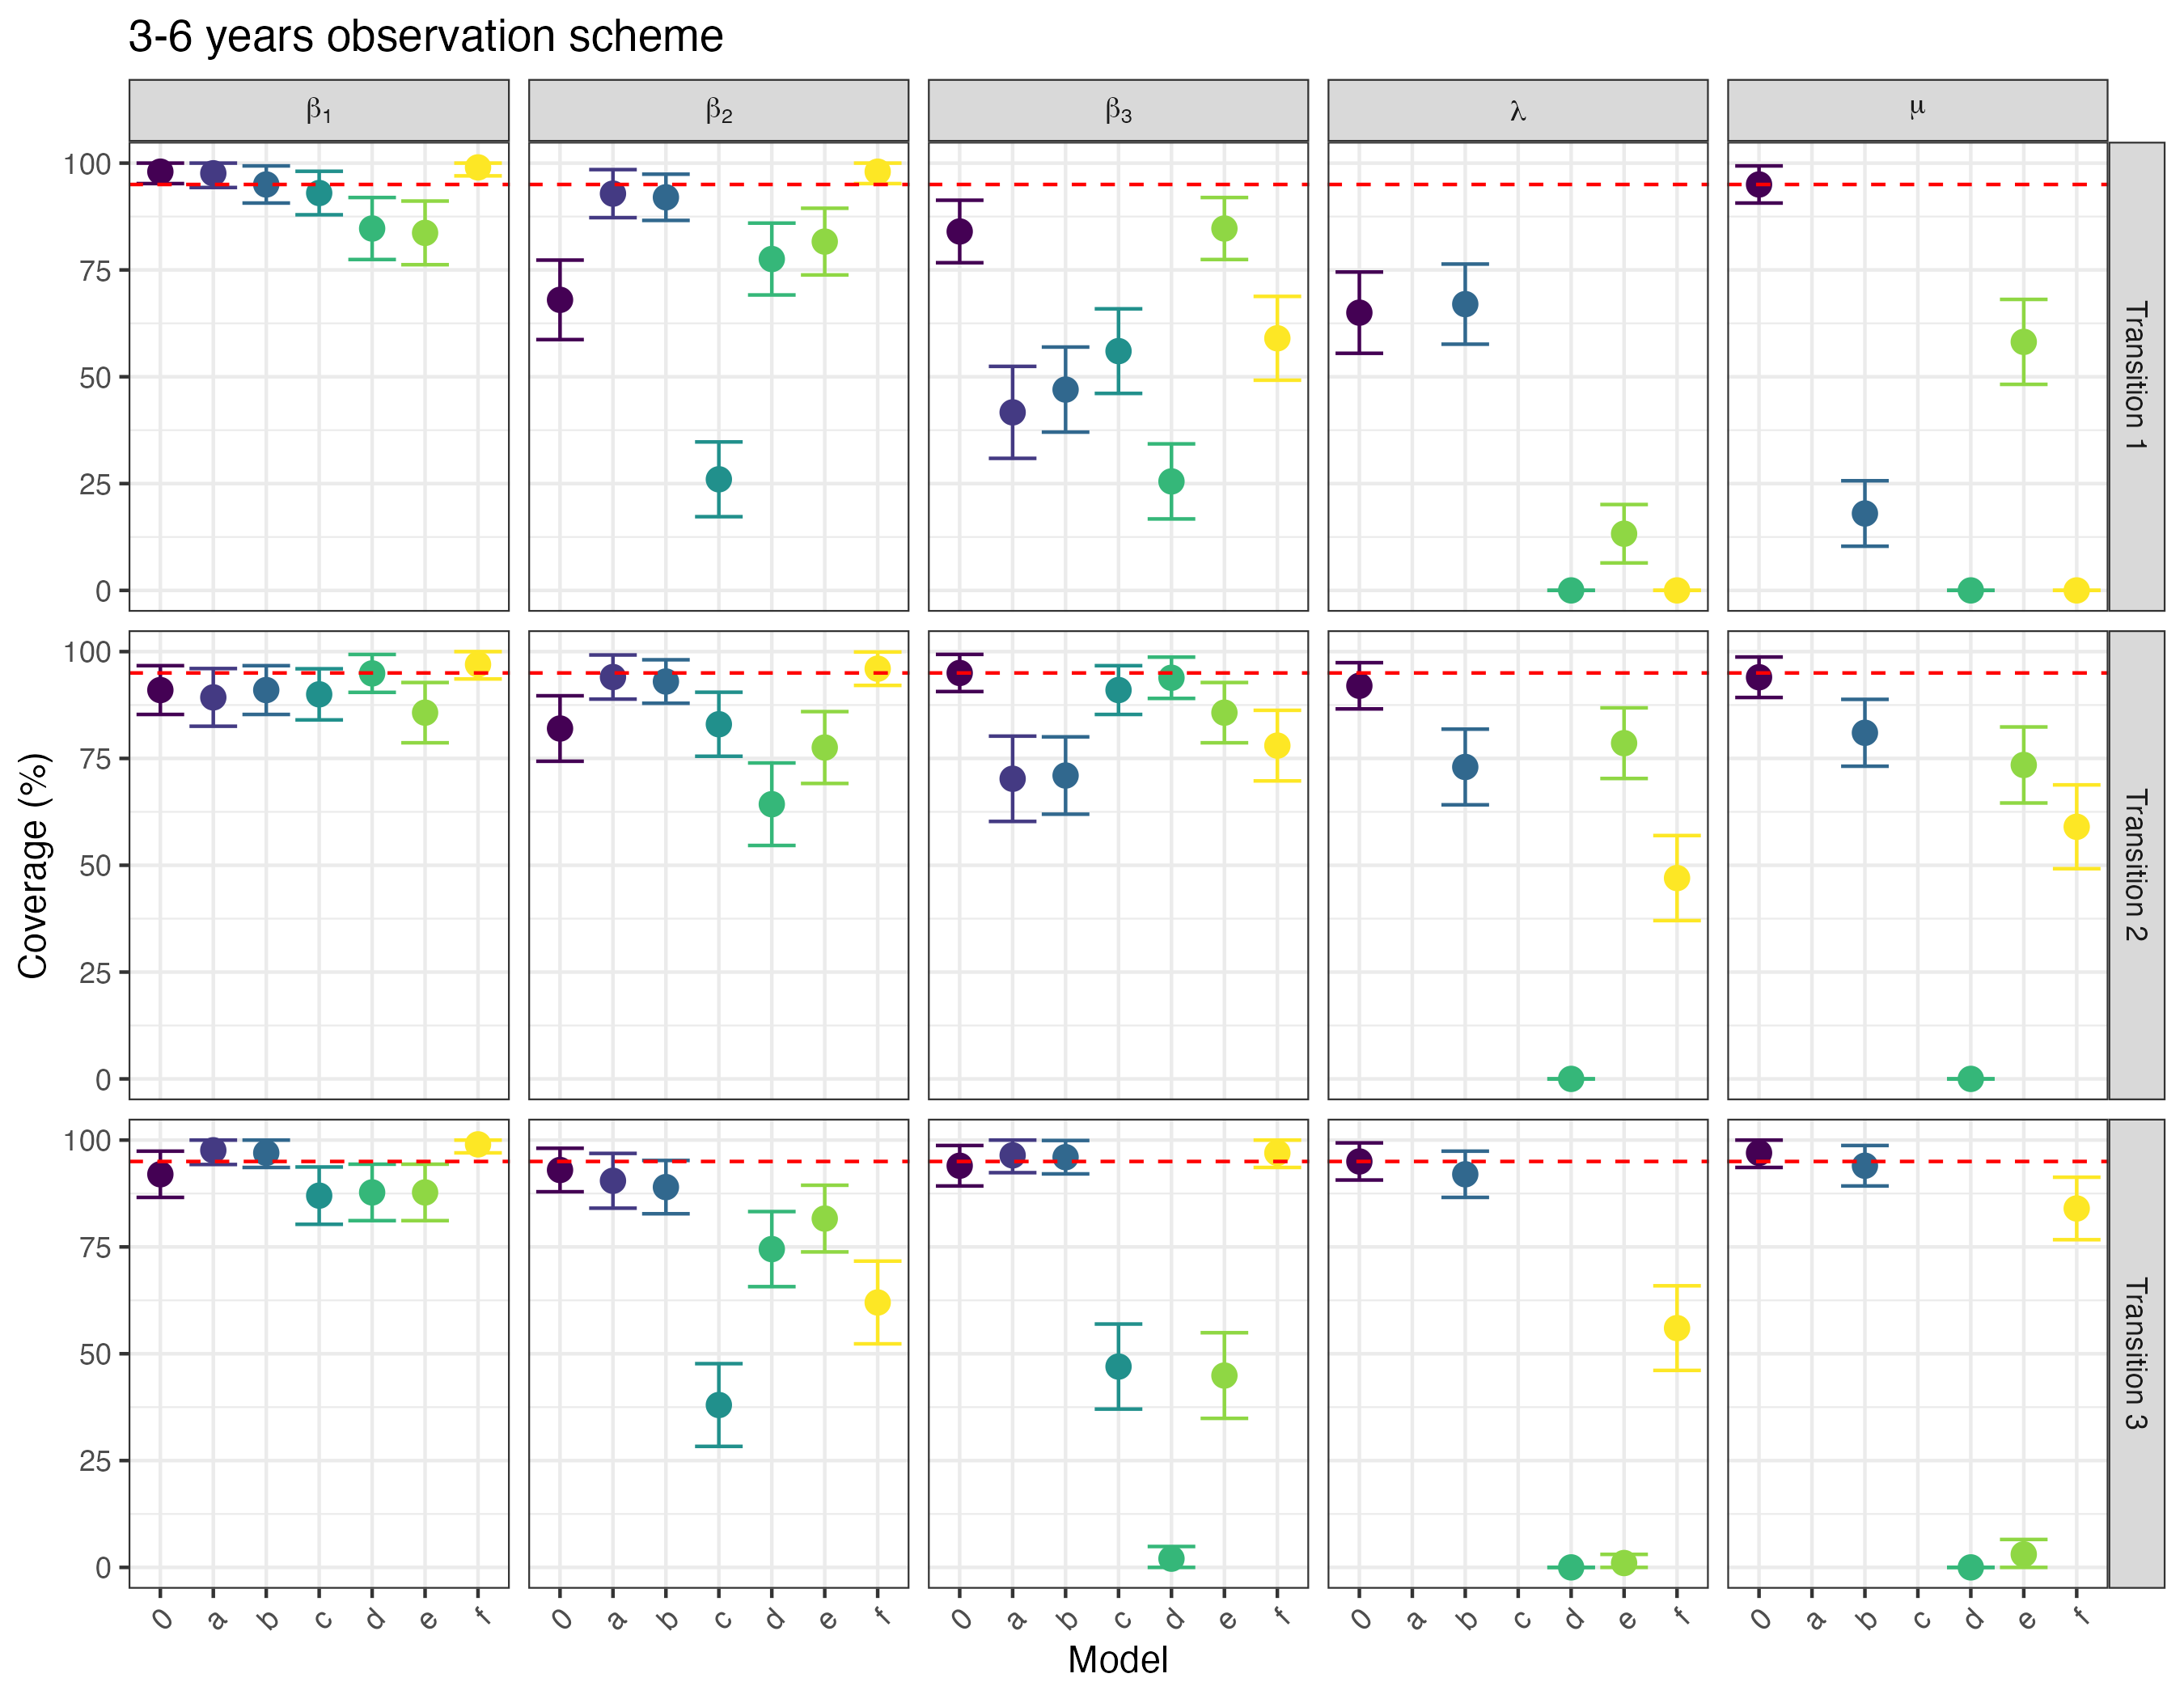 3-6 years observation scheme
β1 β2 β3 λ μ
100
75
50
25
0
Transition 1
100
75
50
25
0
Transition 2
100
75
50
25
0
Transition 3
Coverage (%)
0 a b c d e f 0 a b c d e f 0 a b c d e f 0 a b c d e f 0 a b c d e f
Model